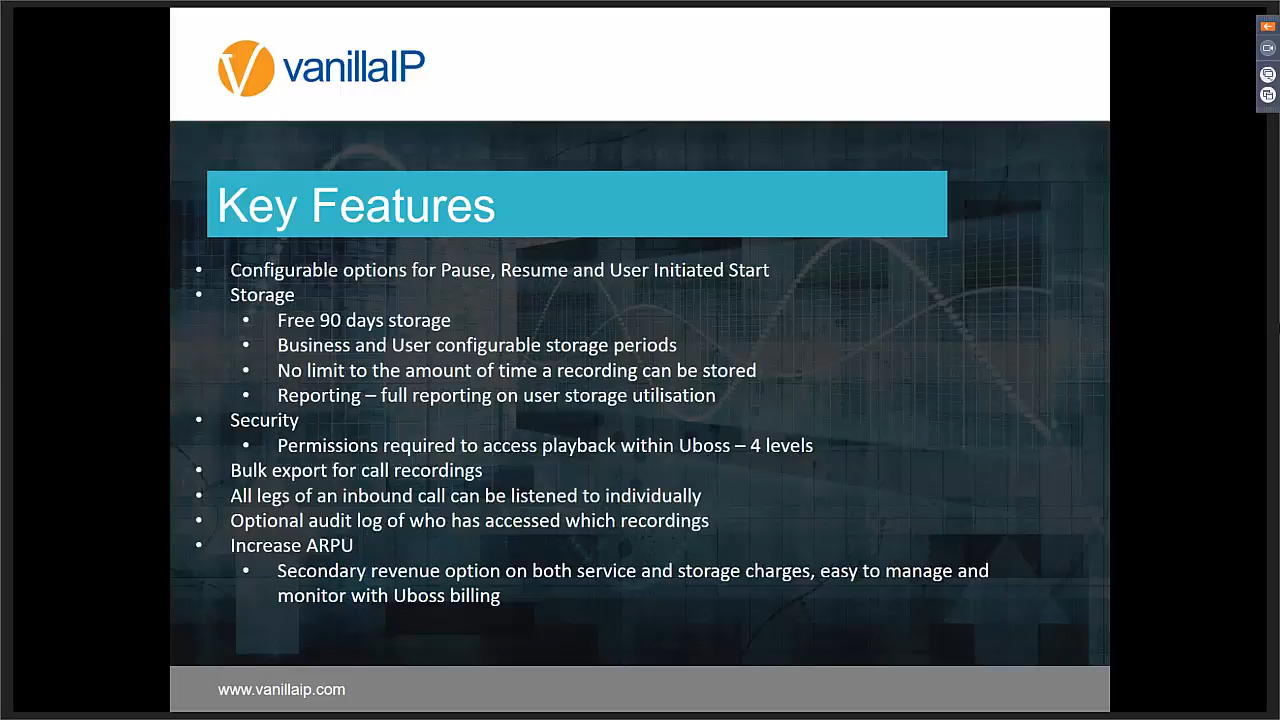 vanillaIP
Key Features
• Configurable options for Pause, Resume and User Initiated Start
• Storage
• Free 90 days storage
• Business and User configurable storage periods
• No limit to the amount of time a recording can be stored
• Reporting – full reporting on user storage utilisation
• Security
• Permissions required to access playback within Uboss – 4 levels
• Bulk export for call recordings
• All legs of an inbound call can be listened to individually
• Optional audit log of who has accessed which recordings
• Increase ARPU
• Secondary revenue option on both service and storage charges, easy to manage and
monitor with Uboss billing
www.vanillaip.com